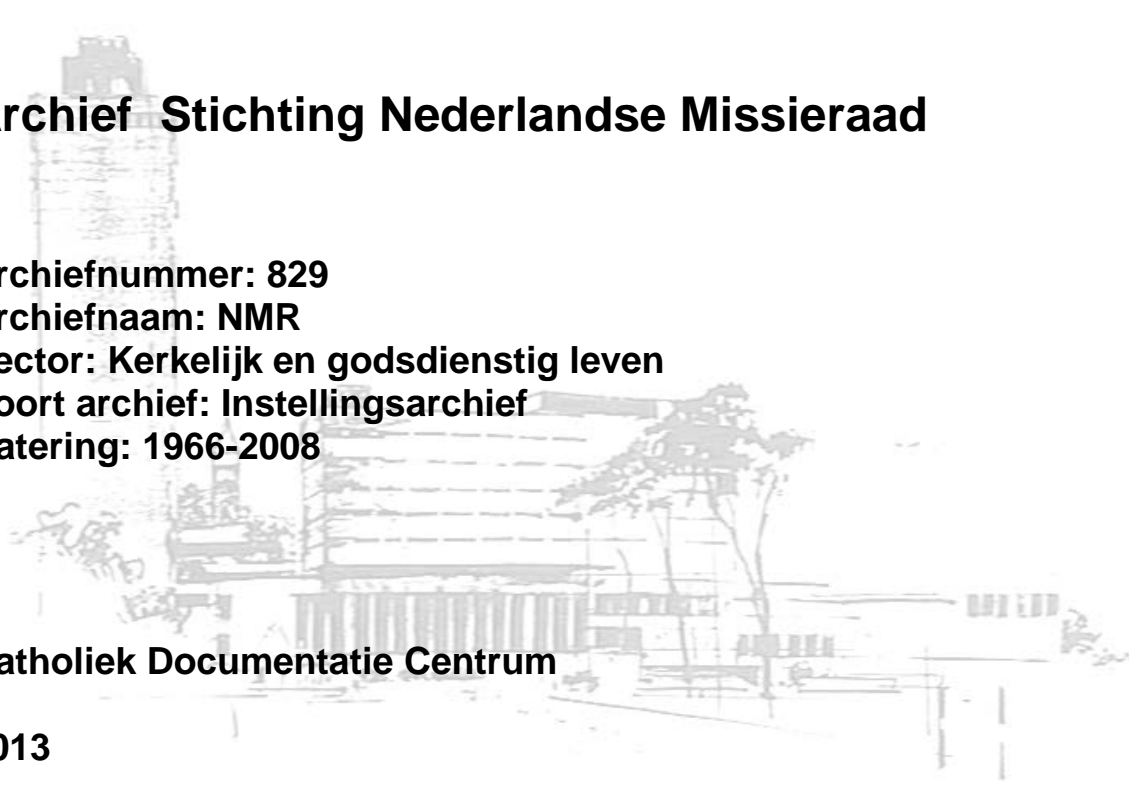 rchief Stichting Nederlandse Missieraad
rchiefnummer: 829
rchiefnaam: NMR
ector: Kerkelijk en godsdienstig leven
oort archief: Instellingsarchief
atering: 1966-2008
atholiek Documentatie Centrum
013